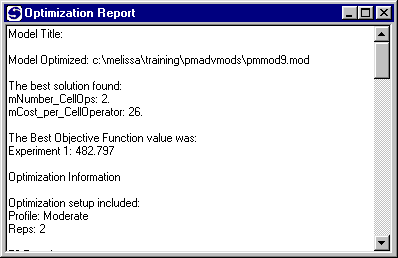 Optimization Report
Model Title:
Model Optimized: c:\melissa\training\pmadvmods\pmmod9.mod
The best solution found:
mNumber_CellOps: 2.
mCost_per_CellOperator: 26.
The Best Objective Function value was:
Experiment 1: 482.797
Optimization Information
Optimization setup included:
Profile: Moderate
Reps: 2